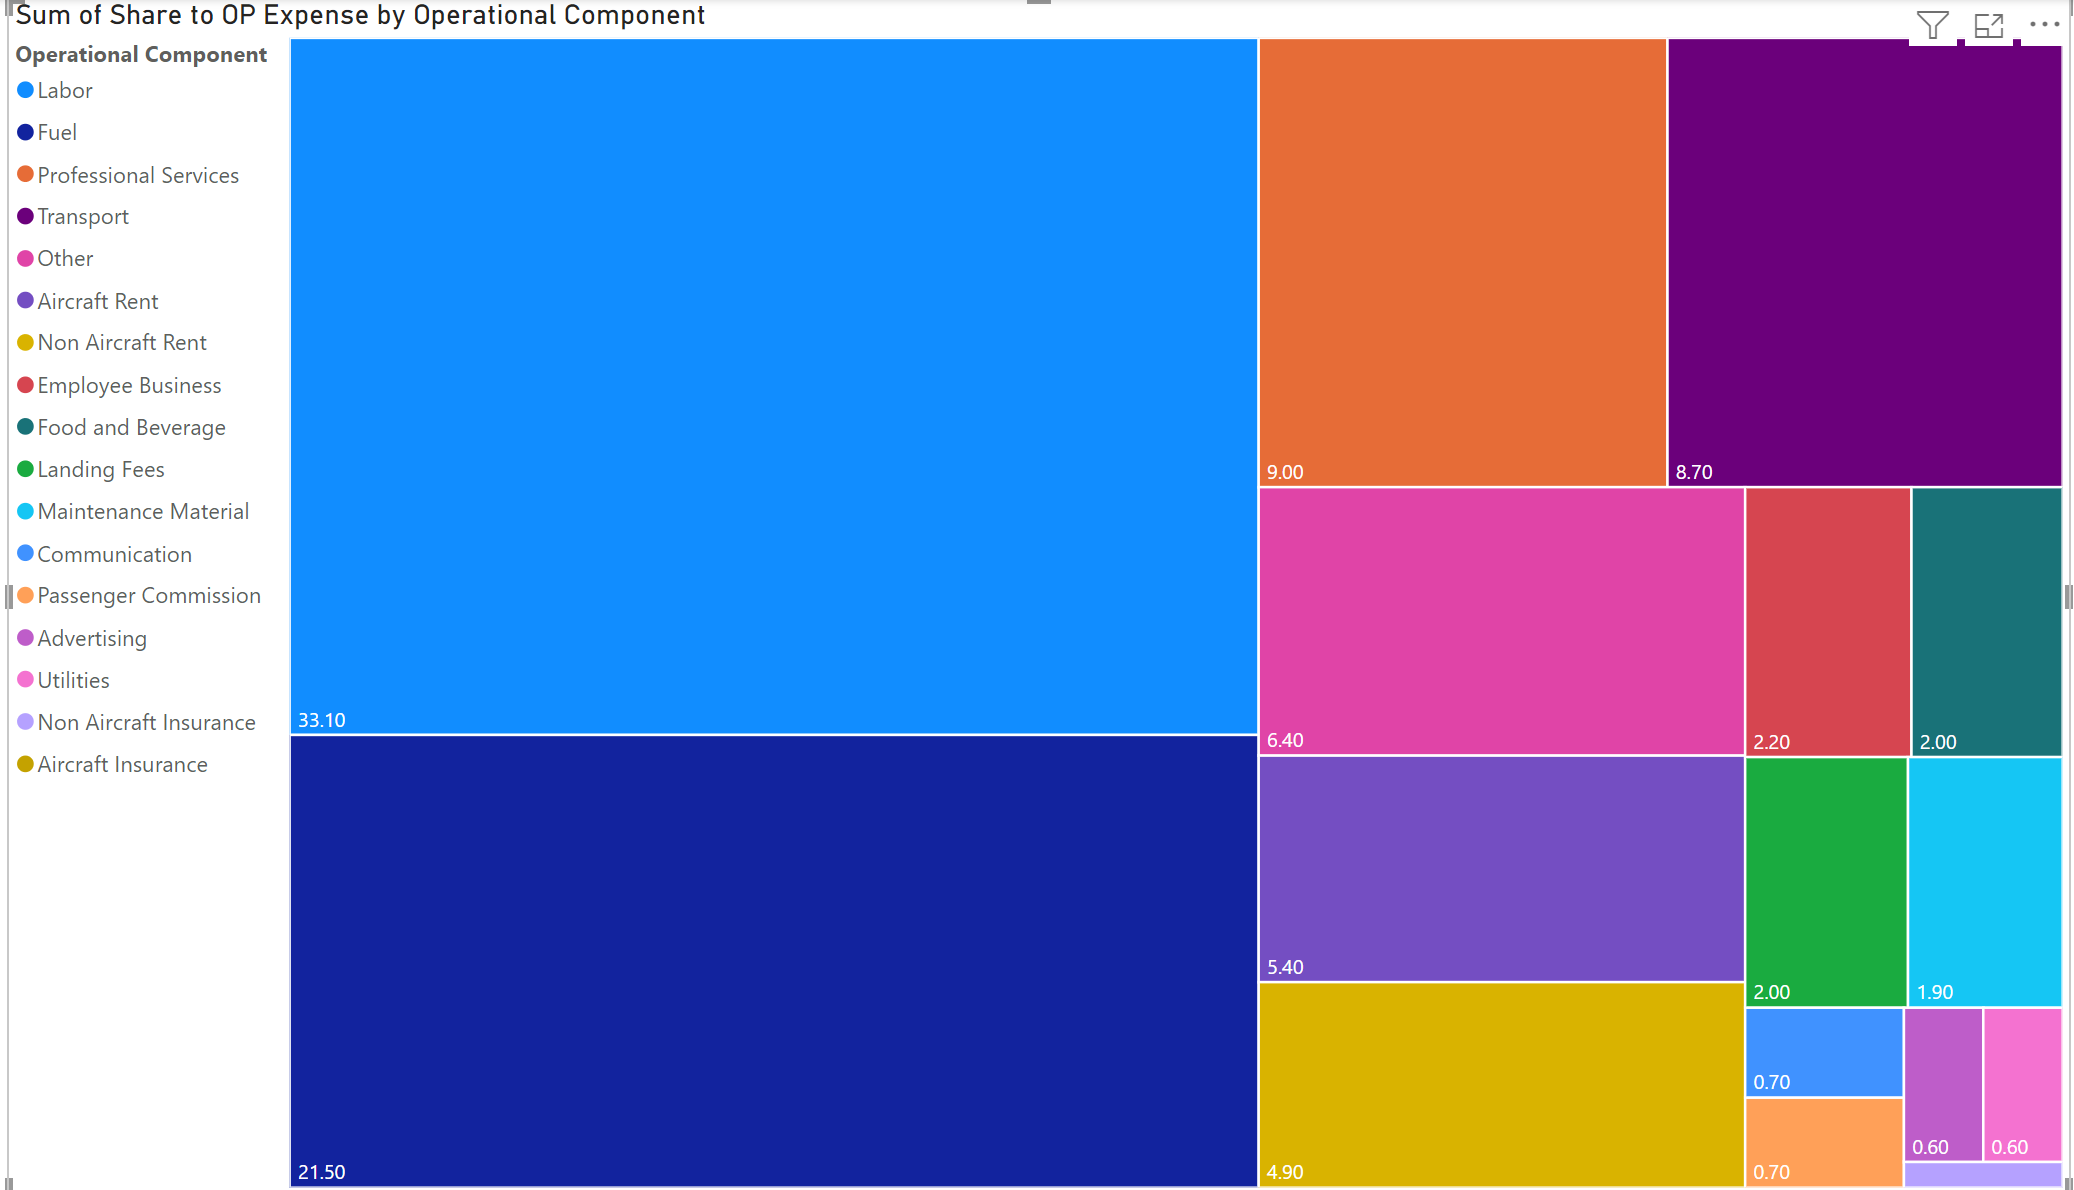 Sum of Share to OP Expense by Operational Component
Operational Component
Labor
Fuel
Professional Services
Transport
Other
Aircraft Rent
Non Aircraft Rent
Employee Business
Food and Beverage
Landing Fees
Maintenance Material
Communication
Passenger Commission
Advertising
Utilities
Non Aircraft Insurance
Aircraft Insurance
33.10
21.50
9.00
8.70
6.40
2.20
2.00
5.40
2.00
1.90
4.90
0.70
0.70
0.60
0.60